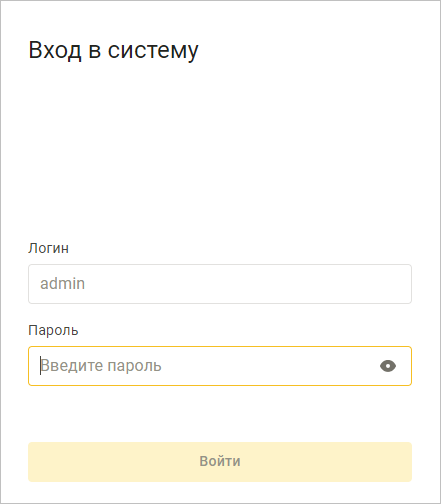 Вход в систему
Логин
admin
Пароль
Введите пароль
Войти